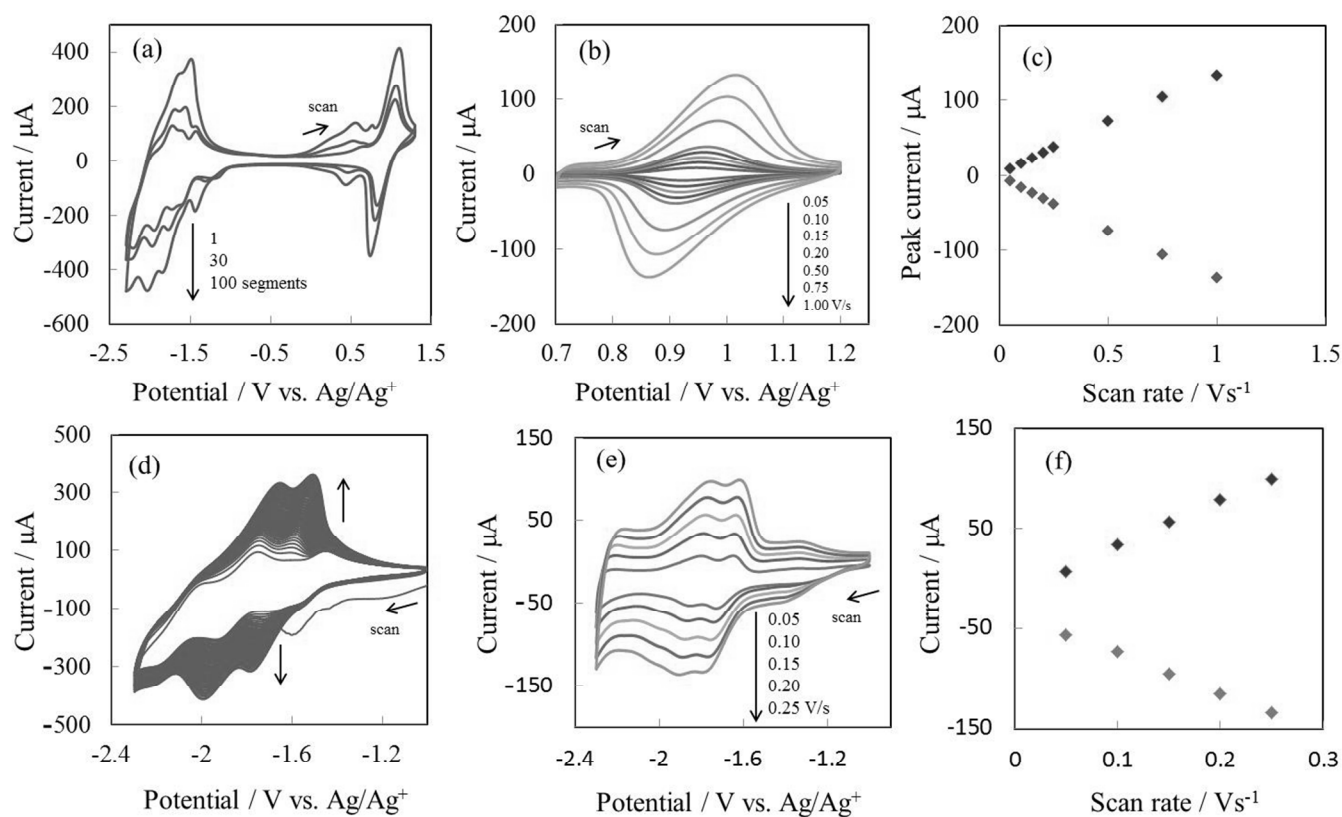 (a)
400
200
0
-200
-400
-600
Current / μA
scan
1
30
100 segments
-2.5
-1.5
-0.5
0.5
1.5
Potential / V vs. Ag/Ag⁺
(b)
200
100
0
-100
-200
Current / μA
scan
0.05
0.10
0.15
0.20
0.50
0.75
1.00 V/s
0.7
0.8
0.9
1
1.1
1.2
Potential / V vs. Ag/Ag⁺
(c)
200
100
0
-100
-200
Peak current / μA
0
0.5
1
1.5
Scan rate / Vs⁻¹
(d)
500
300
100
-100
-300
-500
Current / μA
scan
-2.4
-2
-1.6
-1.2
Potential / V vs. Ag/Ag⁺
(e)
150
50
-50
-150
Current / μA
scan
0.05
0.10
0.15
0.20
0.25 V/s
-2.4
-2
-1.6
-1.2
Potential / V vs. Ag/Ag⁺
(f)
150
50
-50
-150
Current / μA
0
0.1
0.2
0.3
Scan rate / Vs⁻¹